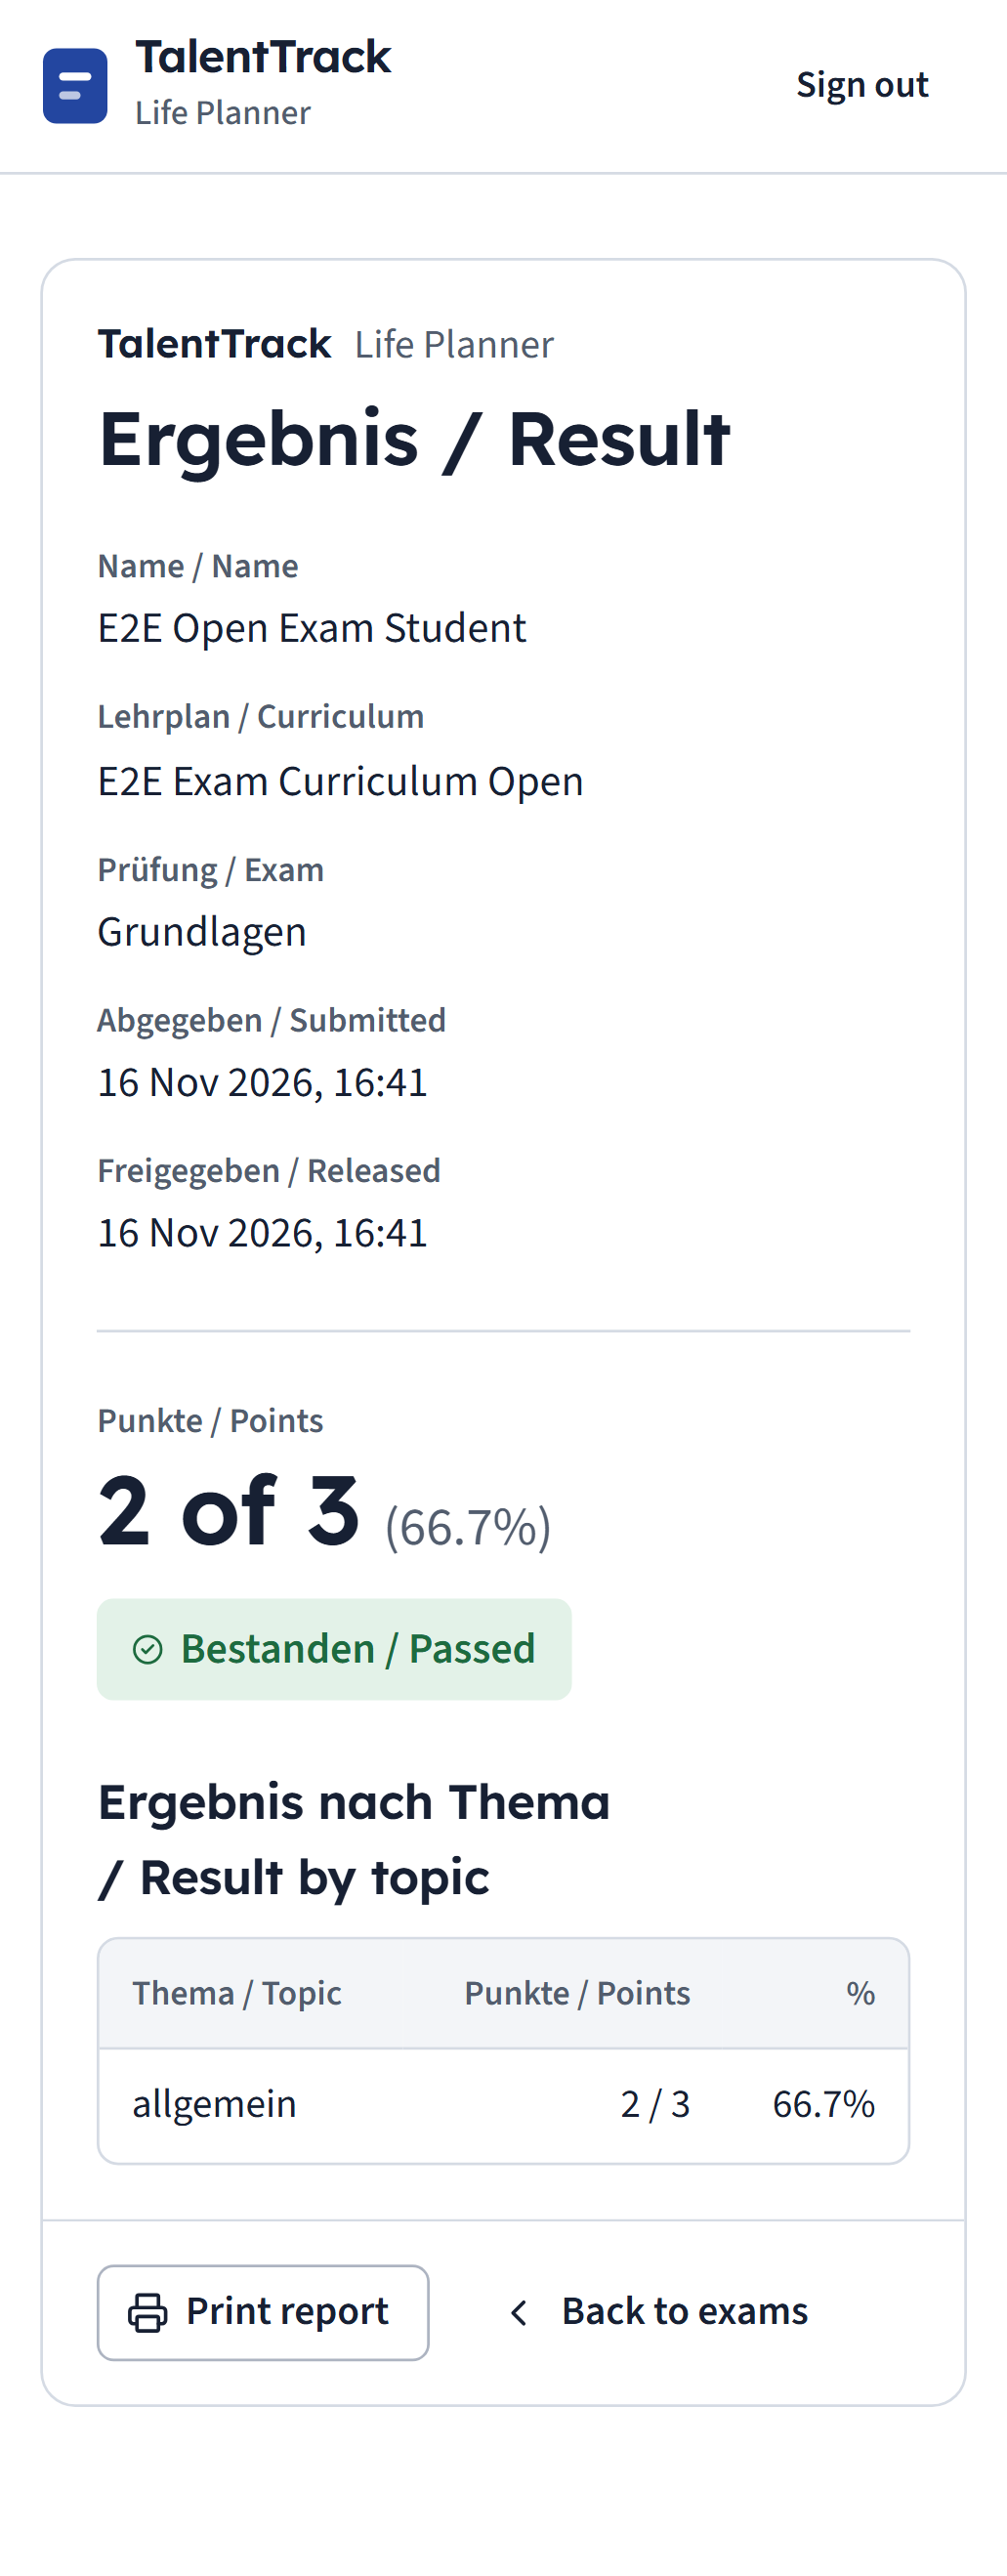 TalentTrack
Life Planner
Sign out
TalentTrack Life Planner
Ergebnis / Result
Name / Name
E2E Open Exam Student
Lehrplan / Curriculum
E2E Exam Curriculum Open
Prüfung / Exam
Grundlagen
Abgegeben / Submitted
16 Nov 2026, 16:41
Freigegeben / Released
16 Nov 2026, 16:41
Punkte / Points
2 of 3 (66.7%)
Bestanden / Passed
Ergebnis nach Thema
/ Result by topic
Thema / Topic Punkte / Points %
allgemein 2 / 3 66.7%
Print report Back to exams